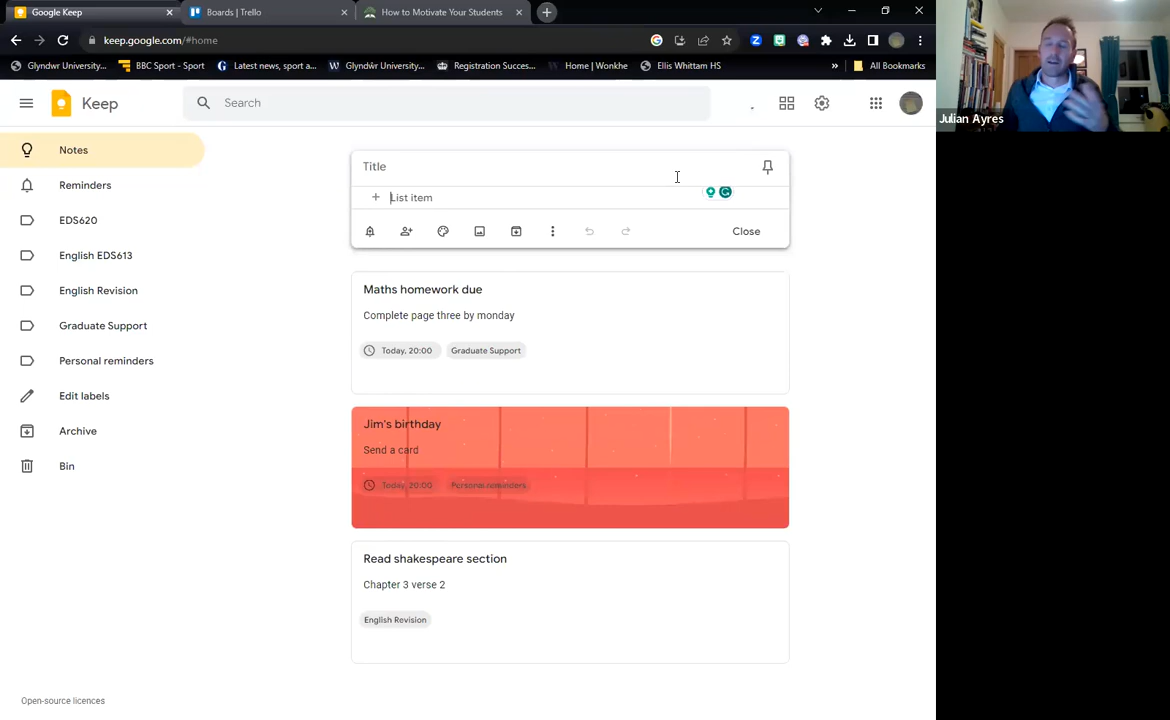 Google Keep
Boards | Trello
How to Motivate Your Students
keep.google.com/#home
Glyndwr University...
BBC Sport - Sport
Latest news, sport a...
Glyndŵr University...
Registration Succes...
Home | Wonkhe
Ellis Whittam HS
»
All Bookmarks
Keep
Search
Julian Ayres
Notes
Reminders
EDS620
English EDS613
English Revision
Graduate Support
Personal reminders
Edit labels
Archive
Bin
Title
+ List item
Close
Maths homework due
Complete page three by monday
Today, 20:00
Graduate Support
Jim's birthday
Send a card
Today, 20:00
Personal reminders
Read shakespeare section
Chapter 3 verse 2
English Revision
Open-source licences